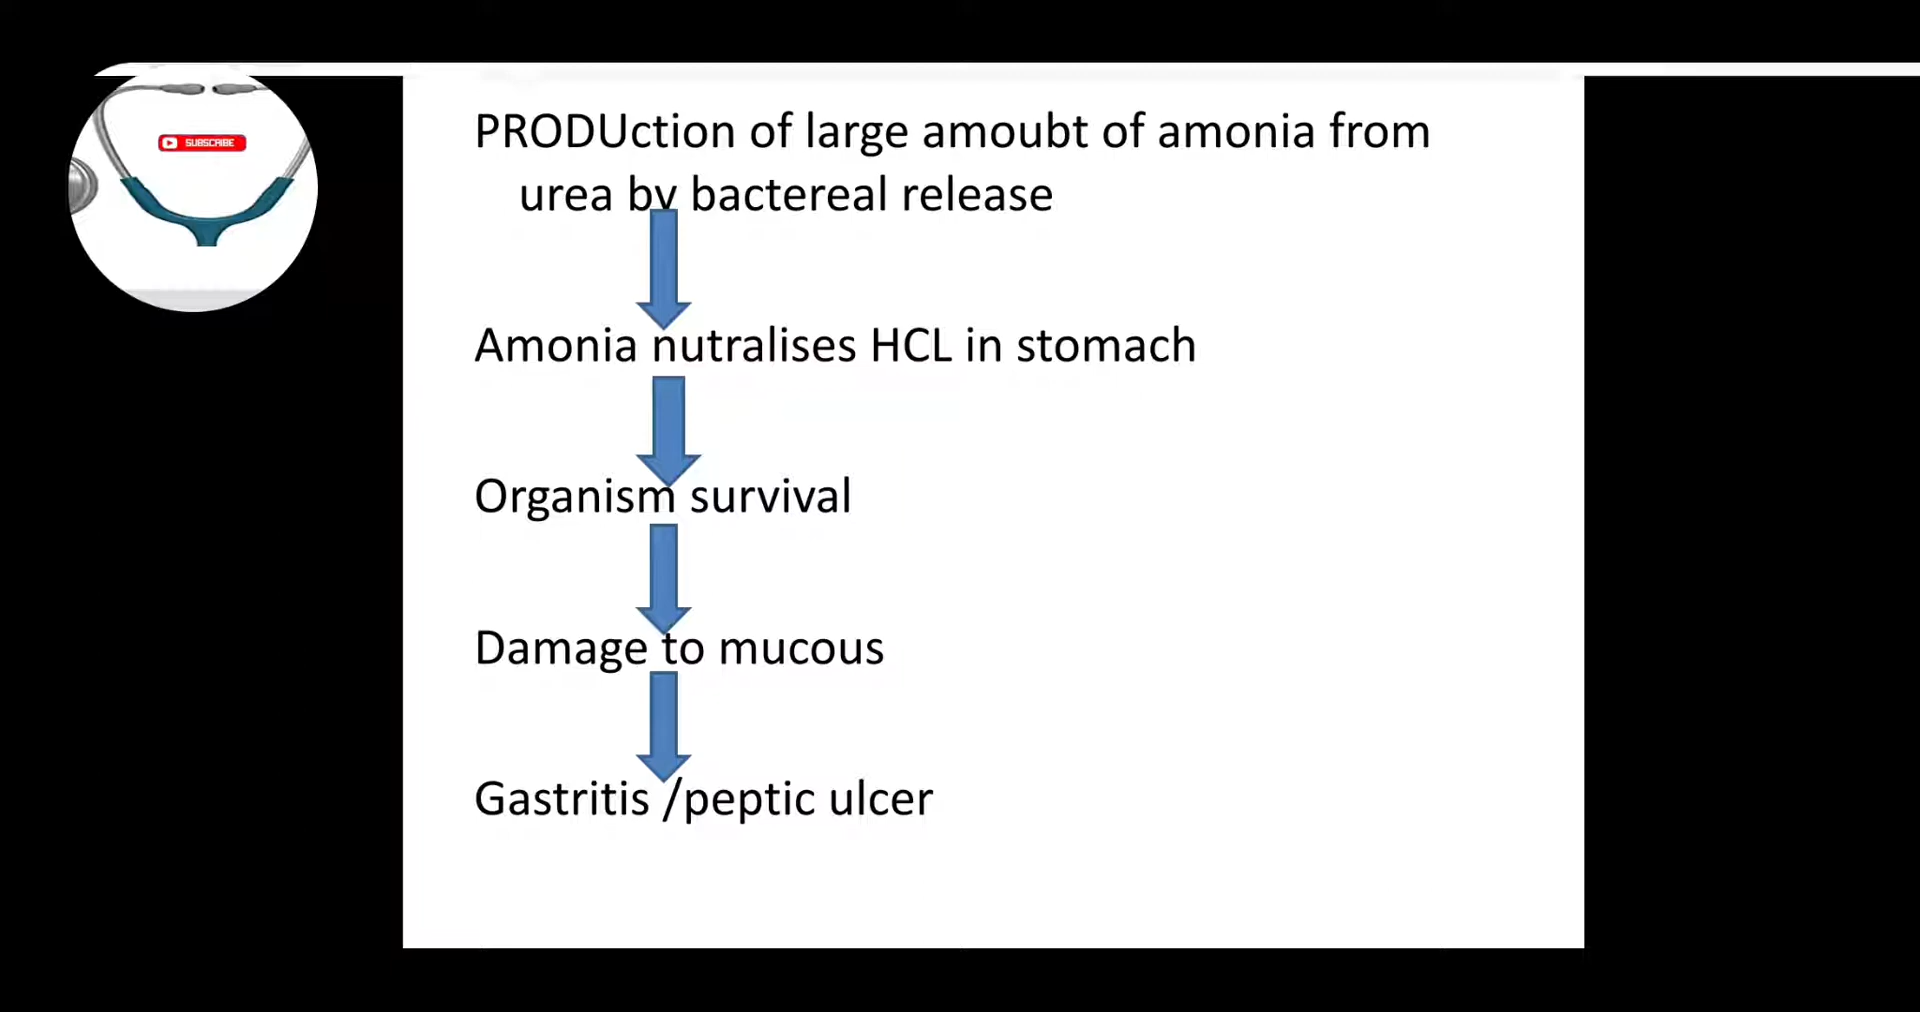 SUBSCRIBE
PRODUction of large amoubt of amonia from
urea by bactereal release
Amonia nutralises HCL in stomach
Organism survival
Damage to mucous
Gastritis /peptic ulcer